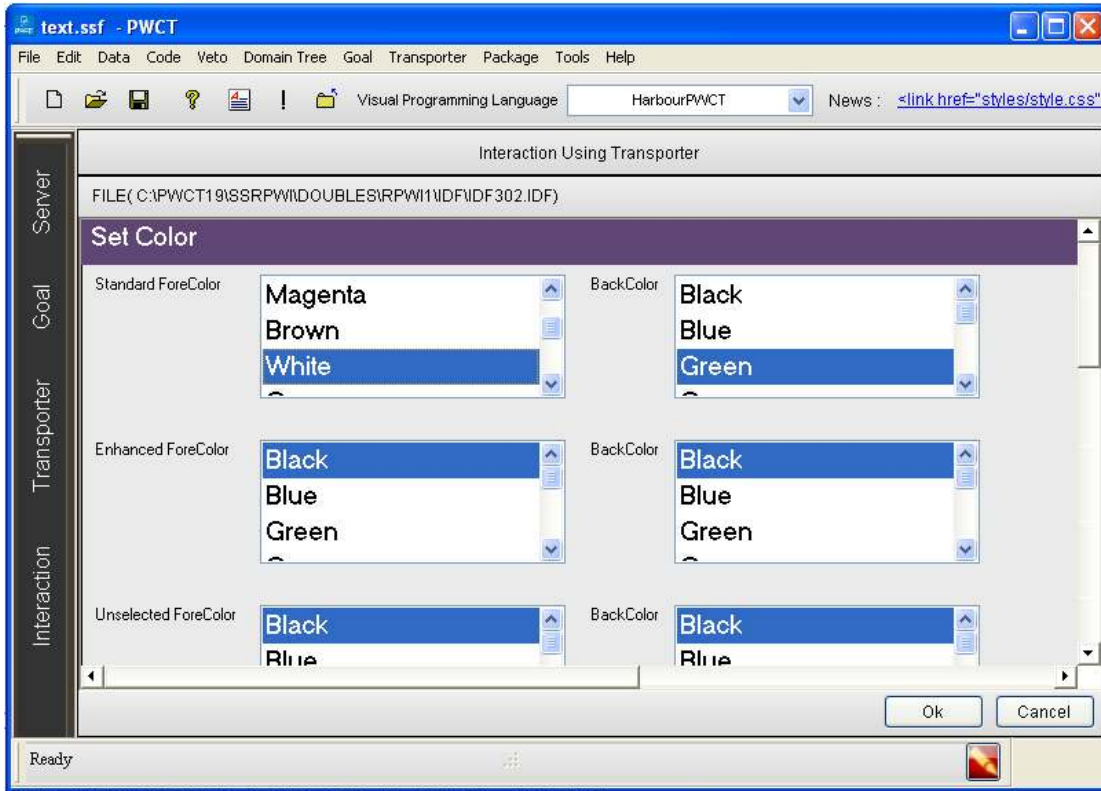 text.ssf - PWCT
File Edit Data Code Veto Domain Tree Goal Transporter Package Tools Help
Visual Programming Language HarbourPWCT News : <link href="styles/style.css"
Interaction Using Transporter
FILE( C:\PWCT19\SSRPWI\DOUBLES\RPWI1\IDF\IDF302.IDF)
Server
Goal
Transporter
Interaction
Set Color
Standard ForeColor
Magenta
Brown
White
BackColor
Black
Blue
Green
Enhanced ForeColor
Black
Blue
Green
BackColor
Black
Blue
Green
Unselected ForeColor
Black
Blue
BackColor
Black
Blue
Ok Cancel
Ready